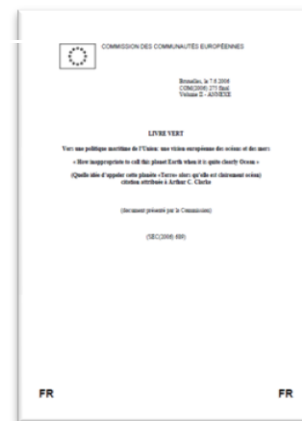 COMMISSION DES COMMUNAUTÉS EUROPÉENNES
Bruxelles, le 7.6.2006
COM(2006) 275 final
Volume II - ANNEXE
LIVRE VERT
Vers une politique maritime de l'Union: une vision européenne des océans et des mers
« How inappropriate to call this planet Earth when it is quite clearly Ocean »
(Quelle idée d'appeler cette planète «Terre» alors qu'elle est clairement océan)
citation attribuée à Arthur C. Clarke
(document présenté par la Commission)
{SEC(2006) 689}
FR FR